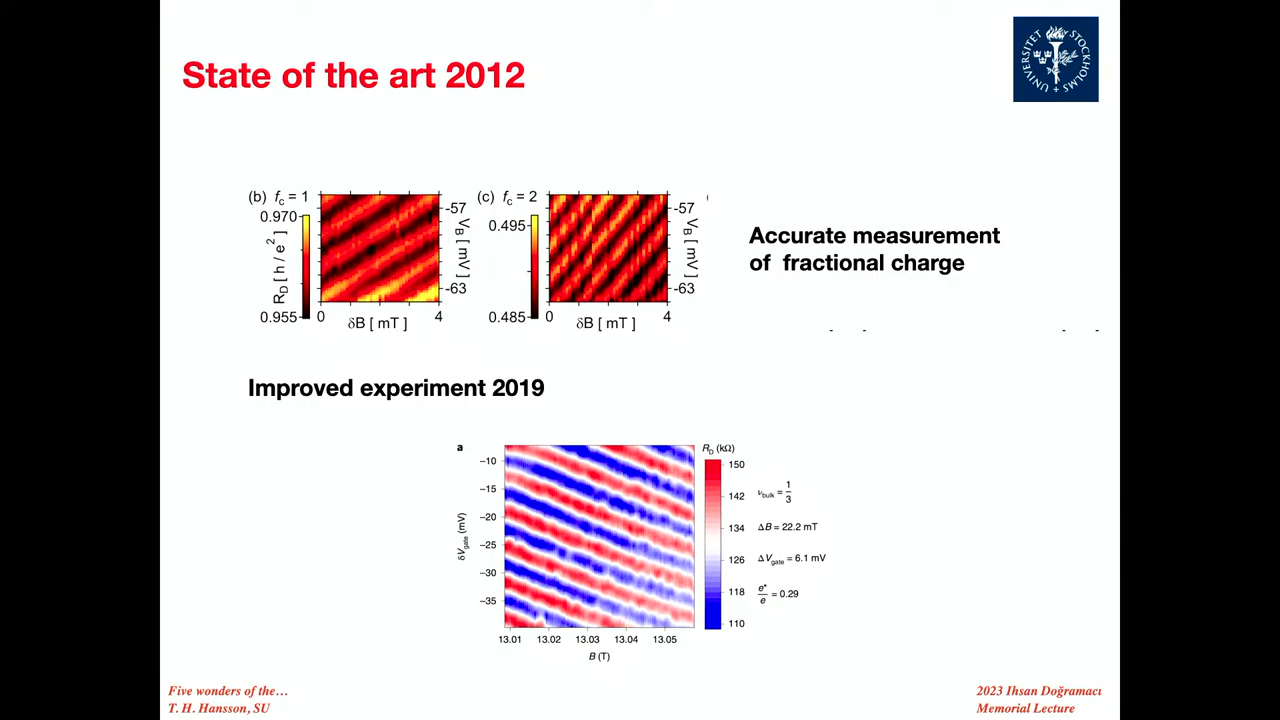 State of the art 2012
UNIVERSITET STOCKHOLMS
(b) f_c = 1
0.970
R_D [ h / e² ]
0.955
0
4
δB [ mT ]
-57
V_B [ mV ]
-63
(c) f_c = 2
0.495
0.485
0
4
δB [ mT ]
-57
V_B [ mV ]
-63
Accurate measurement
of fractional charge
Improved experiment 2019
a
δV_gate (mV)
−10
−15
−20
−25
−30
−35
13.01 13.02 13.03 13.04 13.05
B (T)
R_D (kΩ)
150
142
134
126
118
110
ν_bulk = 1/3
ΔB = 22.2 mT
ΔV_gate = 6.1 mV
e*/e = 0.29
Five wonders of the…
T. H. Hansson, SU
2023 Ihsan Doğramacı
Memorial Lecture